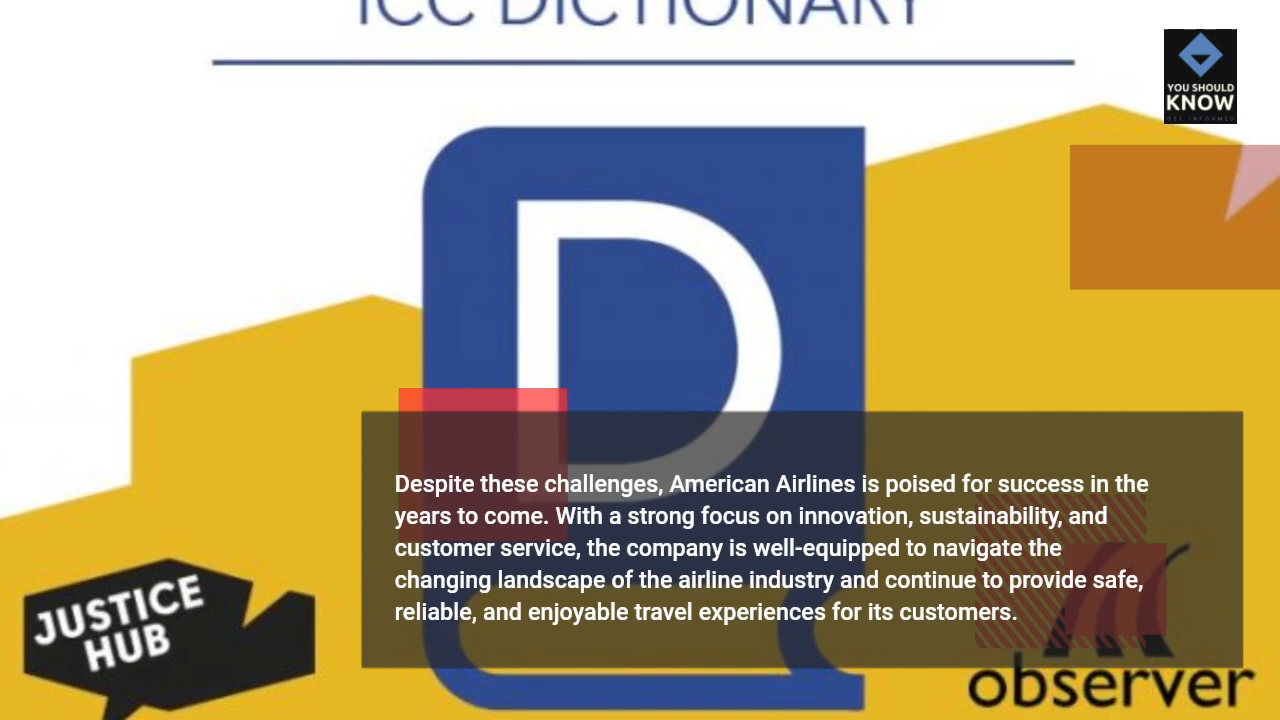 ICC DICTIONARY
YOU SHOULD
KNOW
GET INFORMED
D
Despite these challenges, American Airlines is poised for success in the
years to come. With a strong focus on innovation, sustainability, and
customer service, the company is well-equipped to navigate the
changing landscape of the airline industry and continue to provide safe,
reliable, and enjoyable travel experiences for its customers.
JUSTICE
HUB
observer